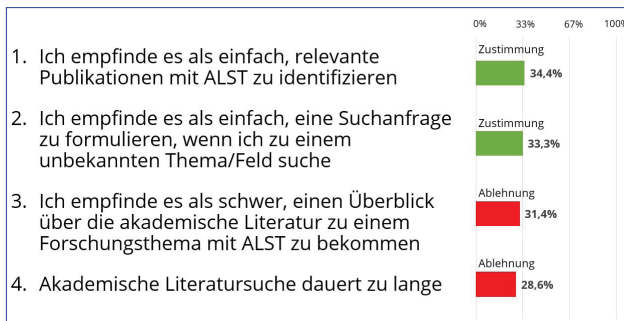 0% 33% 67% 100%
1. Ich empfinde es als einfach, relevante
Publikationen mit ALST zu identifizieren
Zustimmung
34,4%
2. Ich empfinde es als einfach, eine Suchanfrage
zu formulieren, wenn ich zu einem
unbekannten Thema/Feld suche
Zustimmung
33,3%
3. Ich empfinde es als schwer, einen Überblick
über die akademische Literatur zu einem
Forschungsthema mit ALST zu bekommen
Ablehnung
31,4%
4. Akademische Literatursuche dauert zu lange
Ablehnung
28,6%